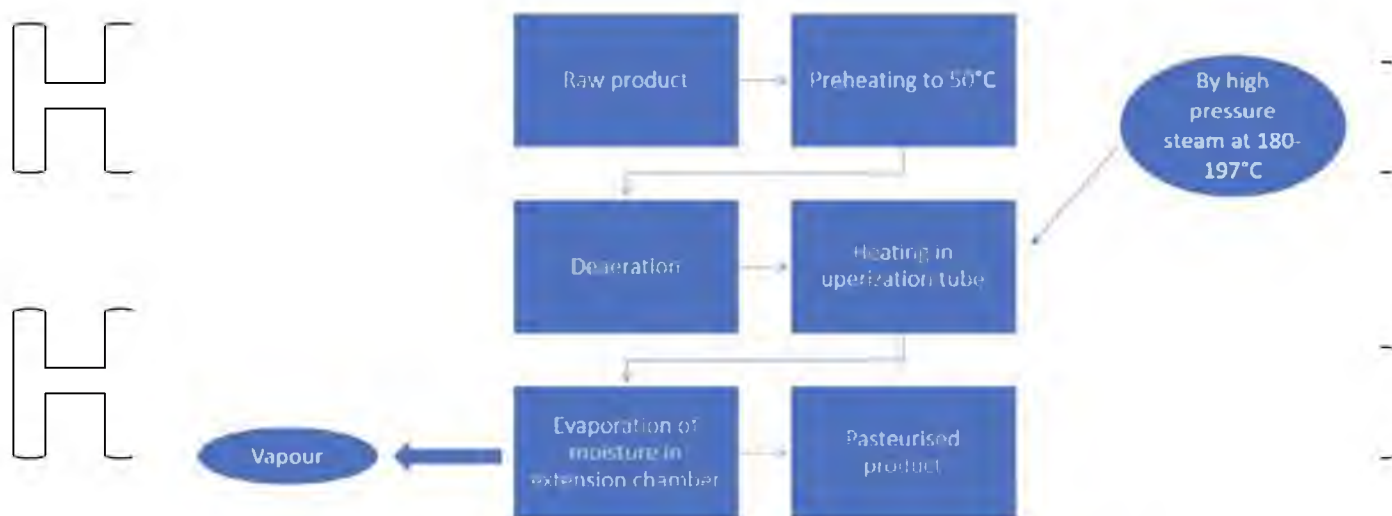 Raw product
Preheating to 50°C
By high
pressure
steam at 180-
197°C
Deaeration
Heating in
uperization tube
Evaporation of
moisture in
extension chamber
Pasteurised
product
Vapour